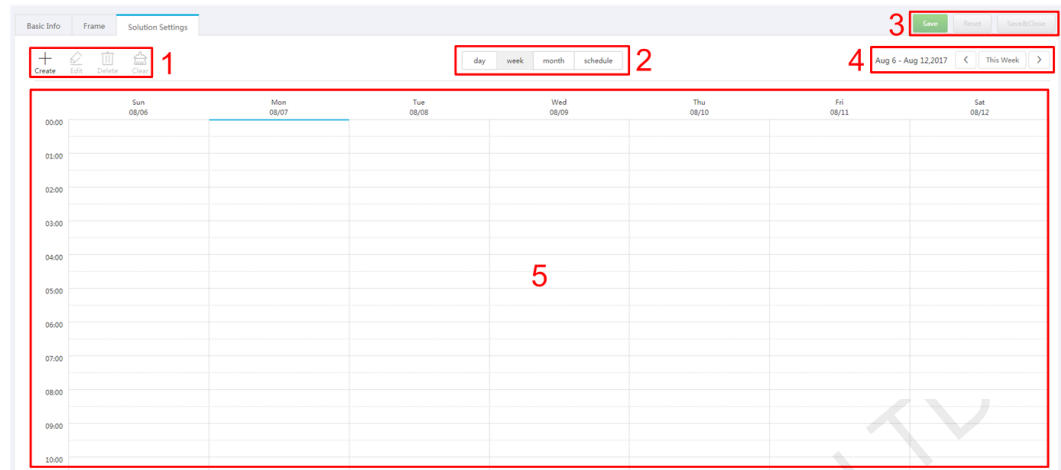 Basic Info Frame Solution Settings 3 Save Reset Save&Close
Create Edit Delete Clear 1 day week month schedule 2 4 Aug 6 - Aug 12,2017 < This Week >
Sun Mon Tue Wed Thu Fri Sat
08/06 08/07 08/08 08/09 08/10 08/11 08/12
00:00
01:00
02:00
03:00
04:00
5
05:00
06:00
07:00
08:00
09:00
10:00
LTD